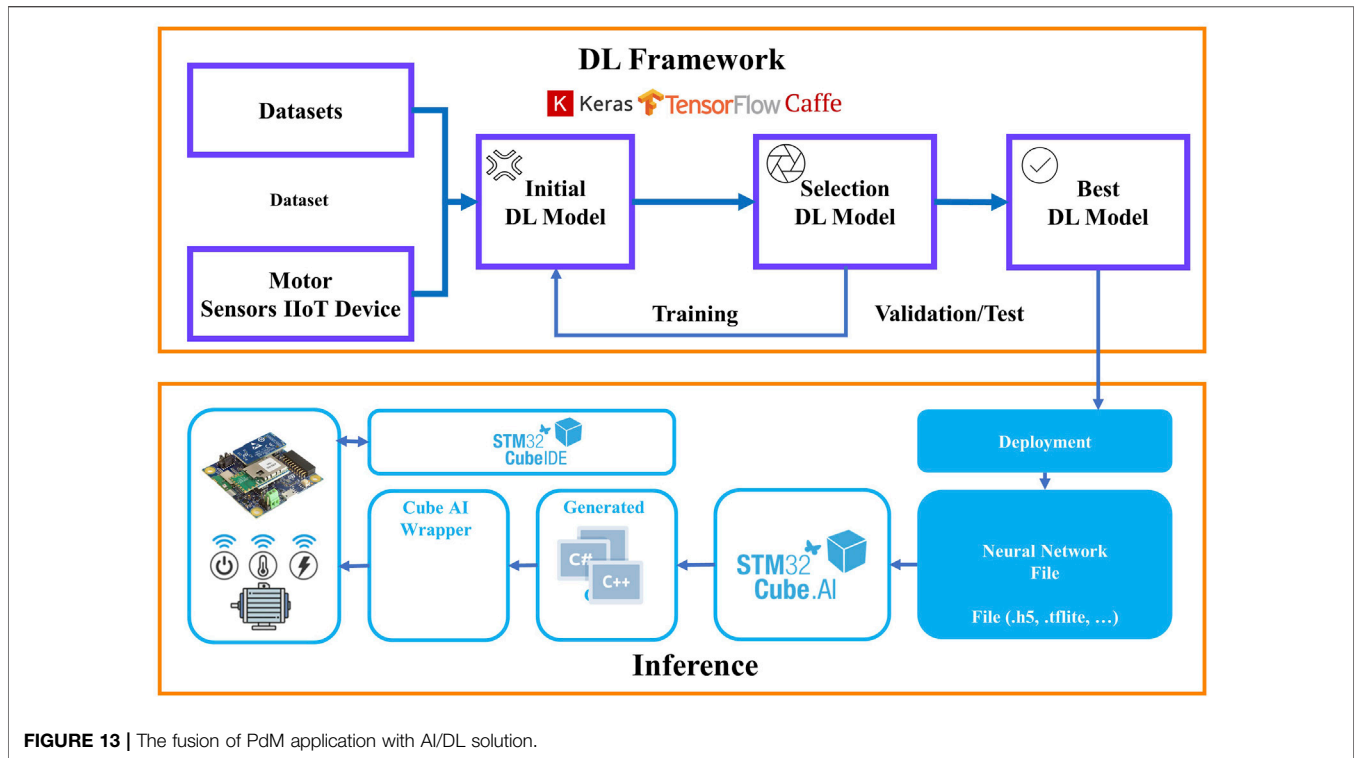 DL Framework
K Keras TensorFlow Caffe
Datasets
Dataset
Motor
Sensors IIoT Device
Initial
DL Model
Selection
DL Model
Best
DL Model
Training
Validation/Test
STM32
CubeIDE
Deployment
Cube AI
Wrapper
Generated
C#
C++
STM32
Cube.AI
Neural Network
File
File (.h5, .tflite, …)
Inference
FIGURE 13 | The fusion of PdM application with AI/DL solution.